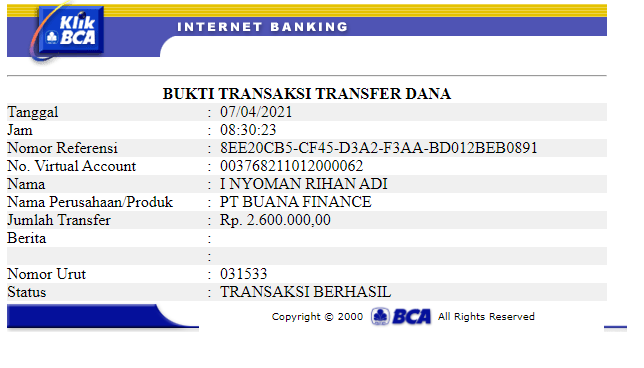 Klik BCA INTERNET BANKING
BUKTI TRANSAKSI TRANSFER DANA
Tanggal : 07/04/2021
Jam : 08:30:23
Nomor Referensi : 8EE20CB5-CF45-D3A2-F3AA-BD012BEB0891
No. Virtual Account : 003768211012000062
Nama : I NYOMAN RIHAN ADI
Nama Perusahaan/Produk : PT BUANA FINANCE
Jumlah Transfer : Rp. 2.600.000,00
Berita :
:
Nomor Urut : 031533
Status : TRANSAKSI BERHASIL
Copyright © 2000 BCA All Rights Reserved